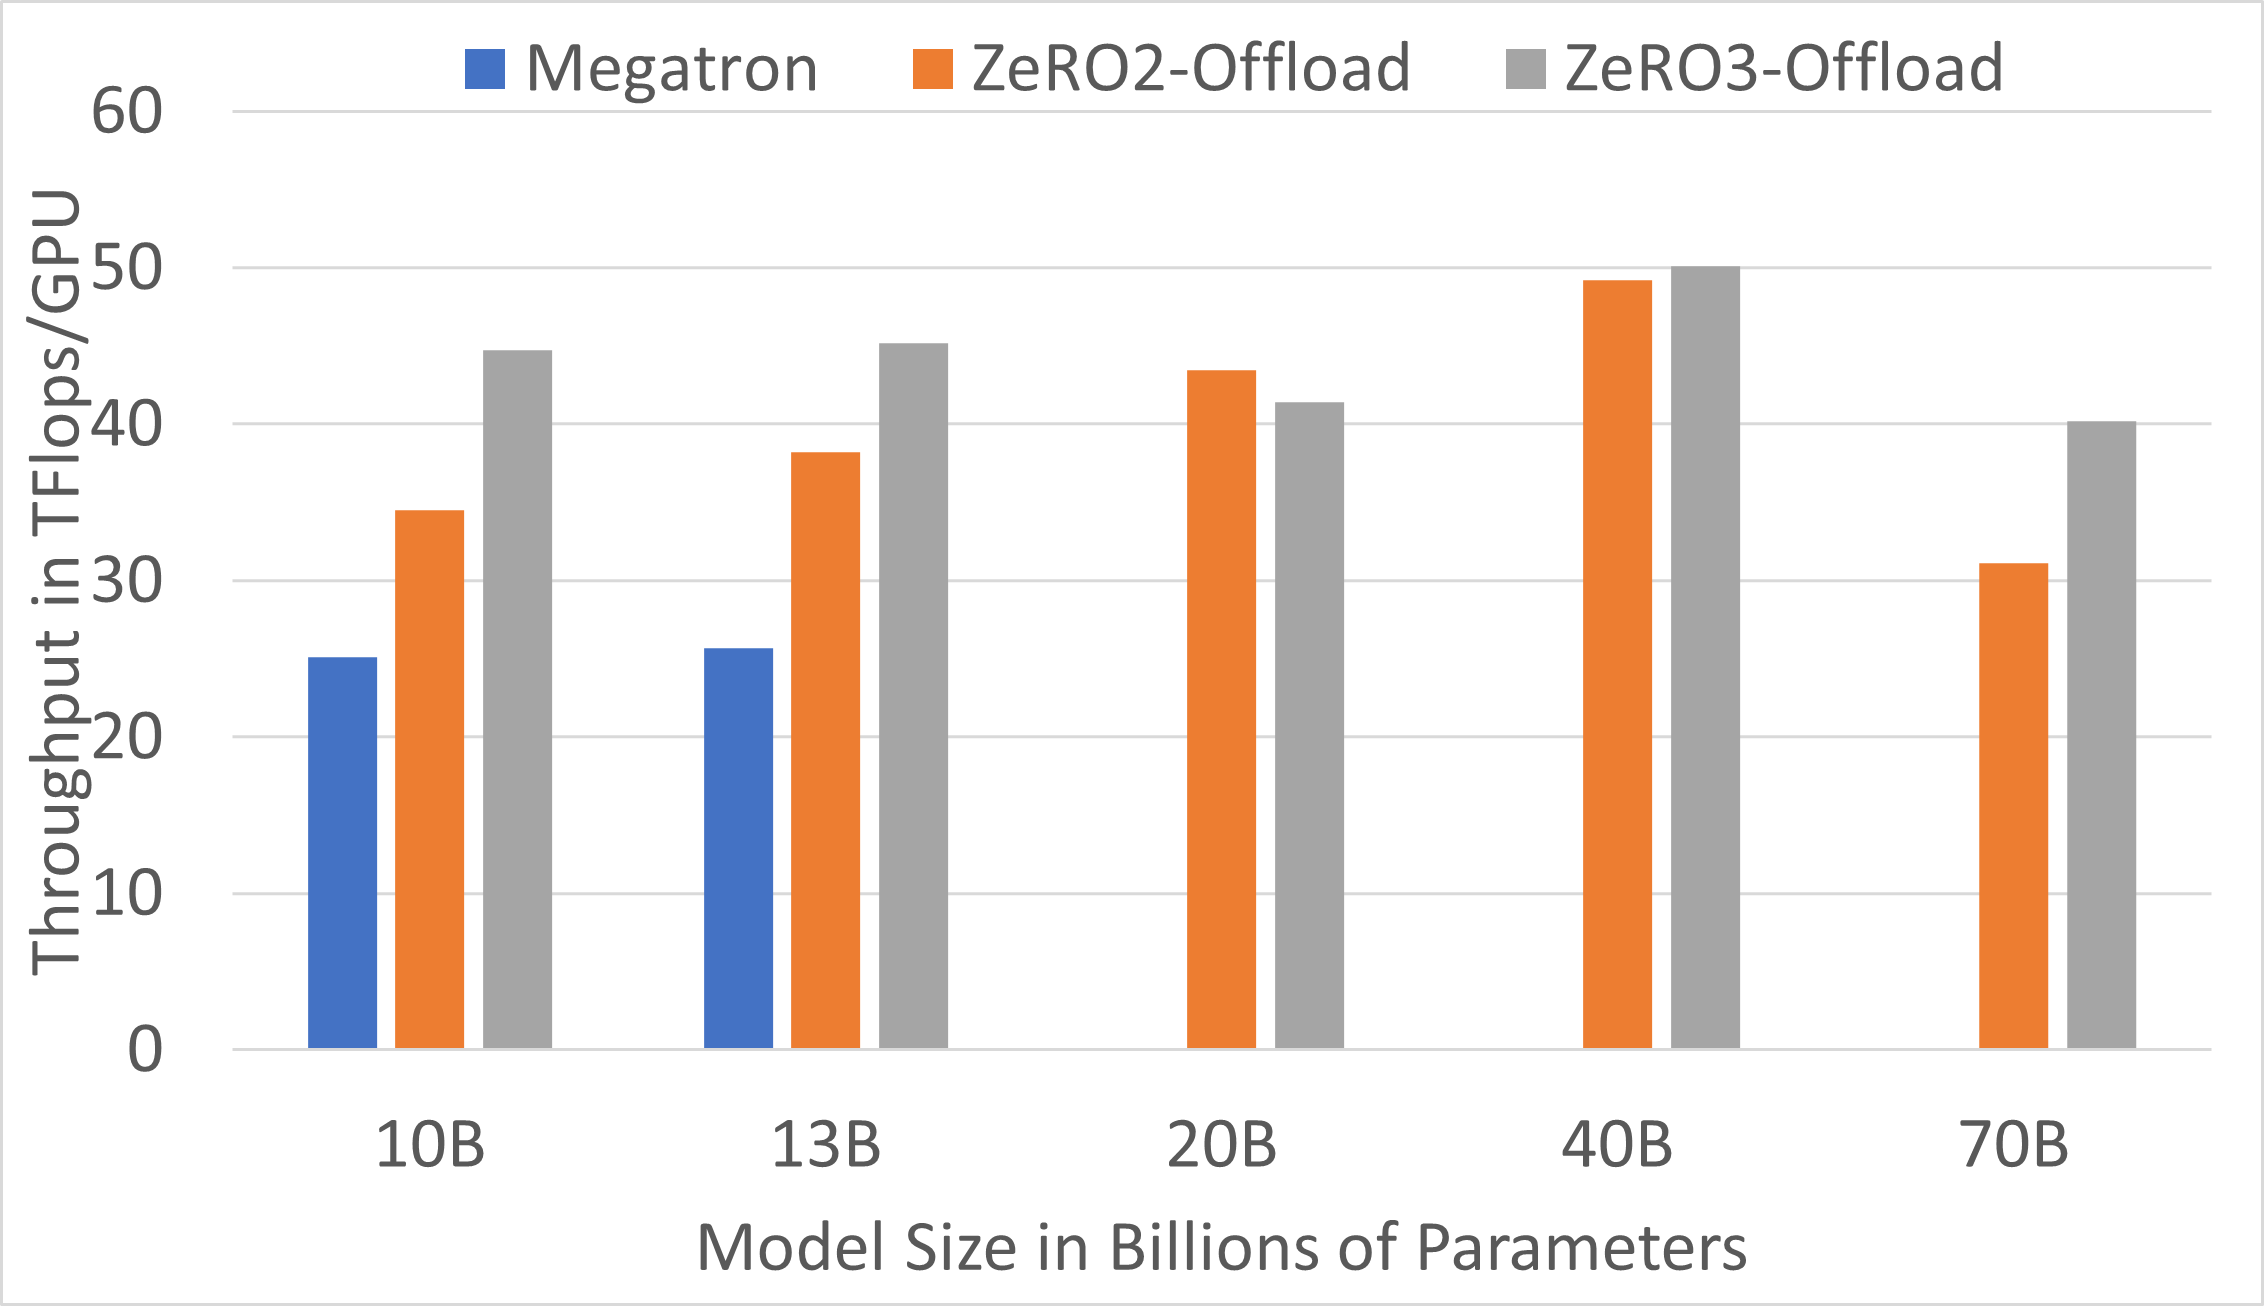 Megatron ZeRO2-Offload ZeRO3-Offload
Throughput in TFlops/GPU
60
50
40
30
20
10
0
10B 13B 20B 40B 70B
Model Size in Billions of Parameters